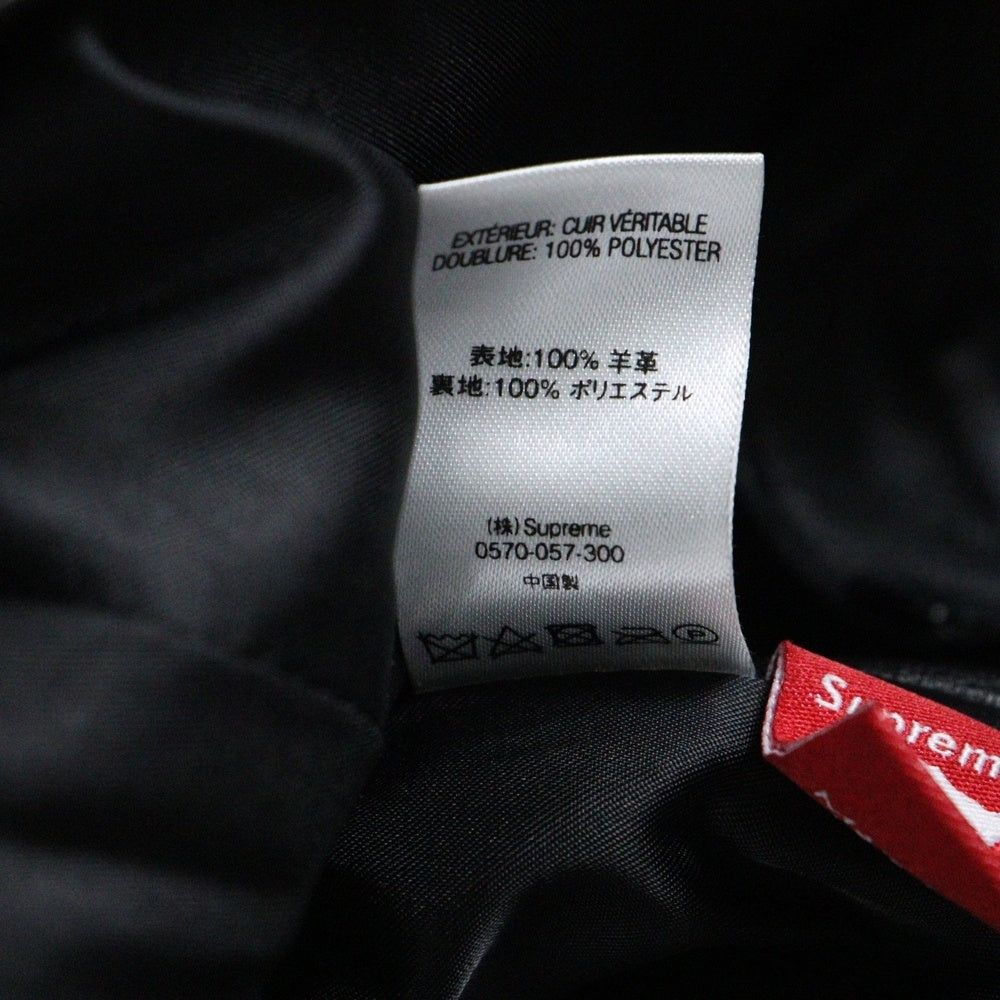 EXTÉRIEUR: CUIR VÉRITABLE
DOUBLURE: 100% POLYESTER
表地:100% 羊革
裏地:100% ポリエステル
(株)Supreme
0570-057-300
中国製
P
Suprem